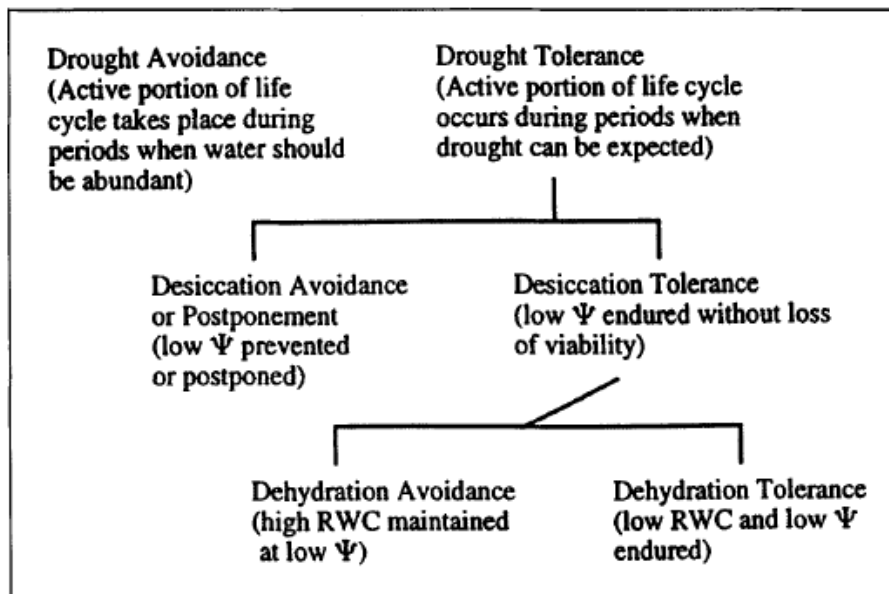 Drought Avoidance
(Active portion of life
cycle takes place during
periods when water should
be abundant)
Drought Tolerance
(Active portion of life cycle
occurs during periods when
drought can be expected)
Desiccation Avoidance
or Postponement
(low Ψ prevented
or postponed)
Desiccation Tolerance
(low Ψ endured without loss
of viability)
Dehydration Avoidance
(high RWC maintained
at low Ψ)
Dehydration Tolerance
(low RWC and low Ψ
endured)